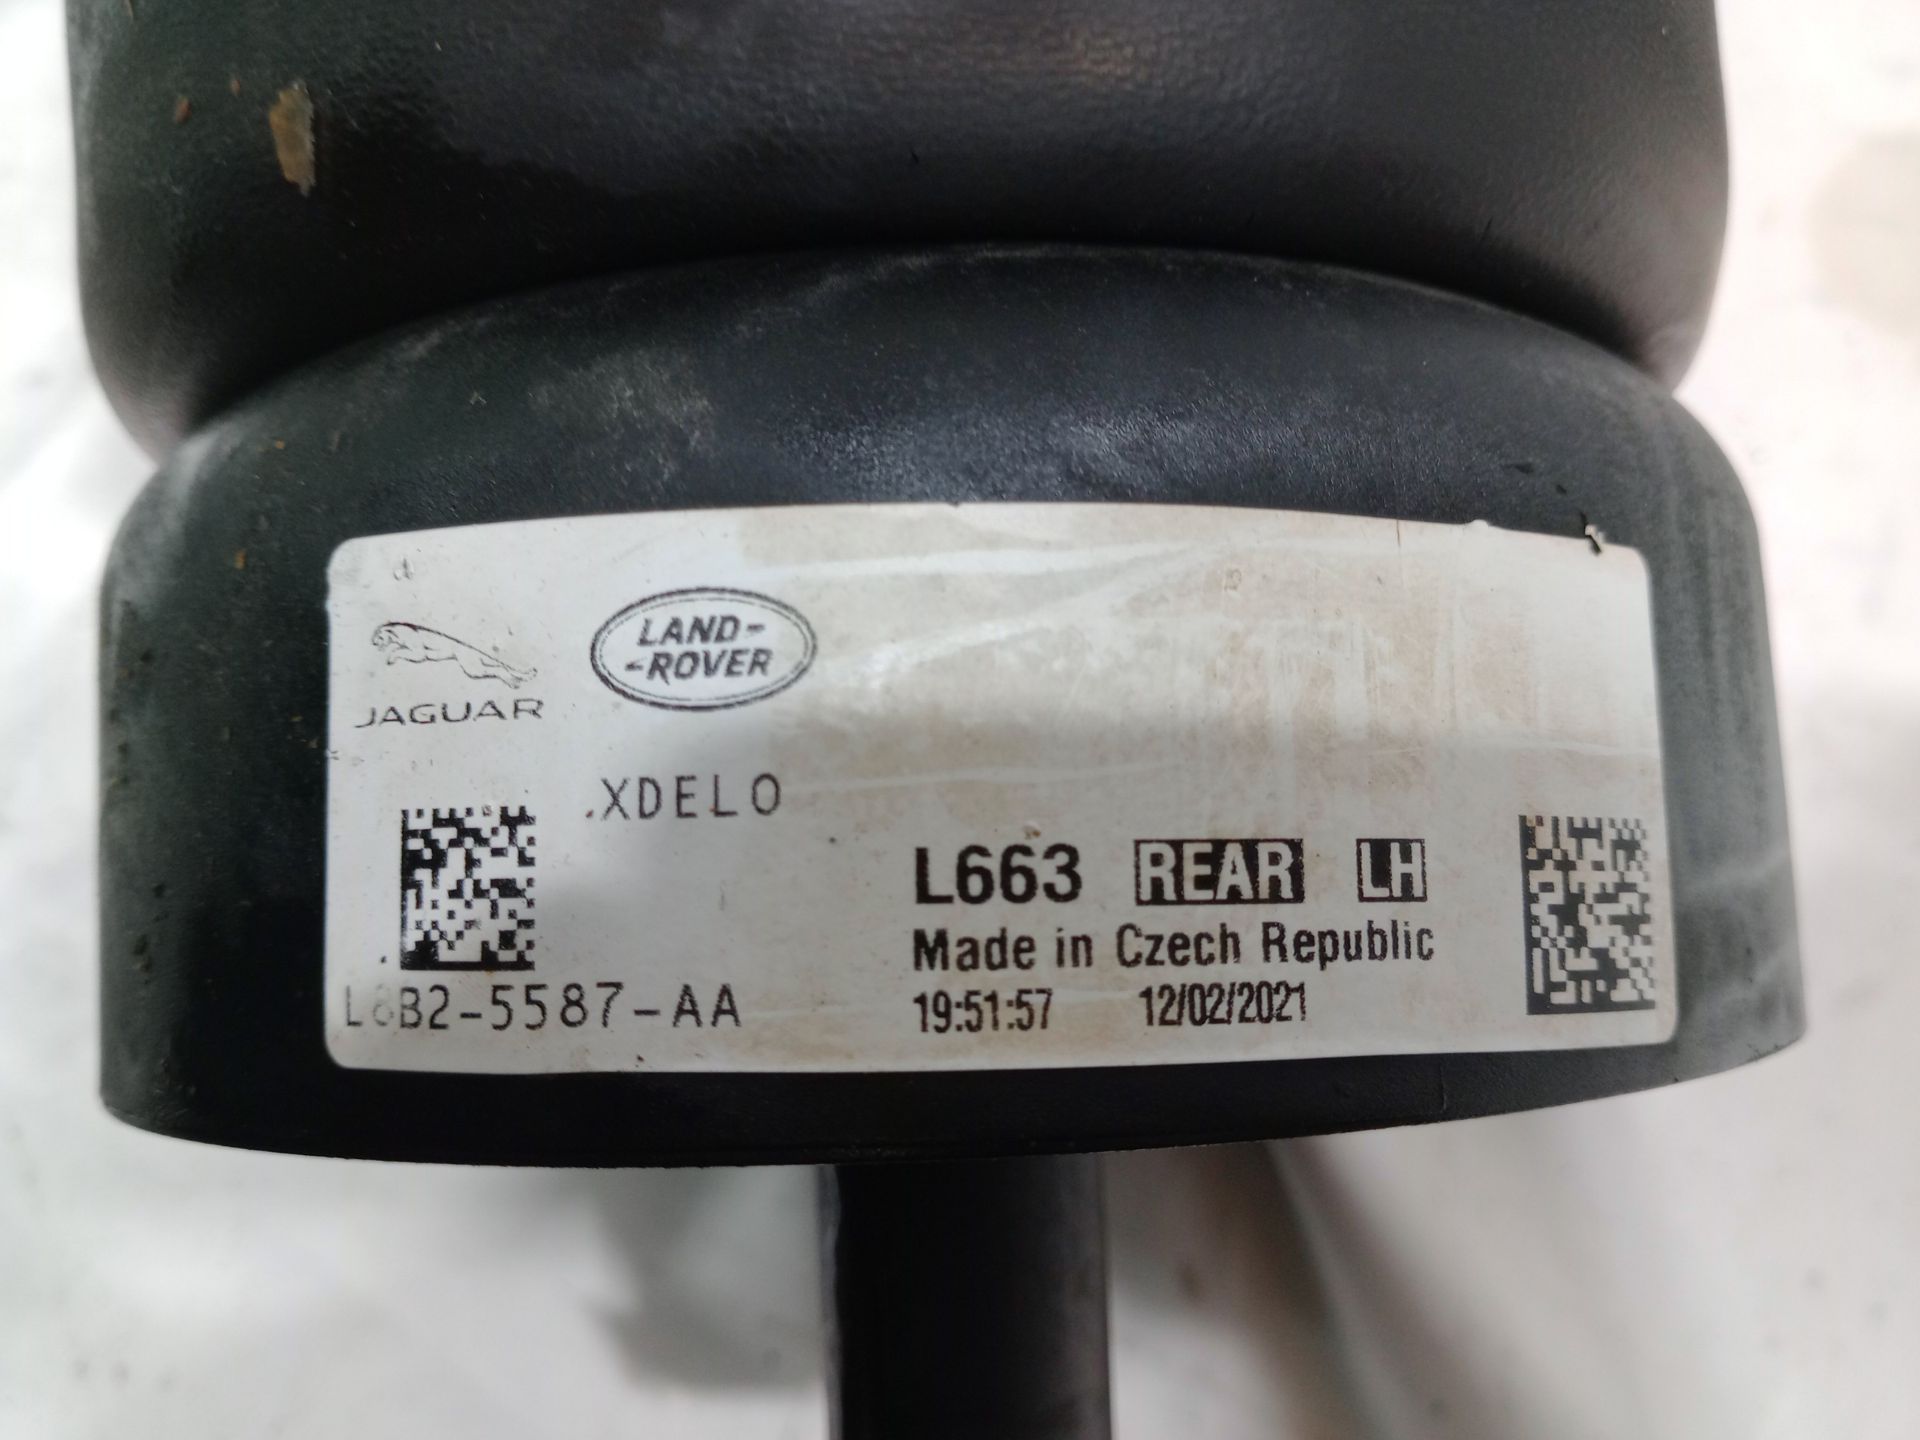 JAGUAR
LAND-
-ROVER
.XDELO
L663 REAR LH
Made in Czech Republic
L8B2-5587-AA
19:51:57 12/02/2021